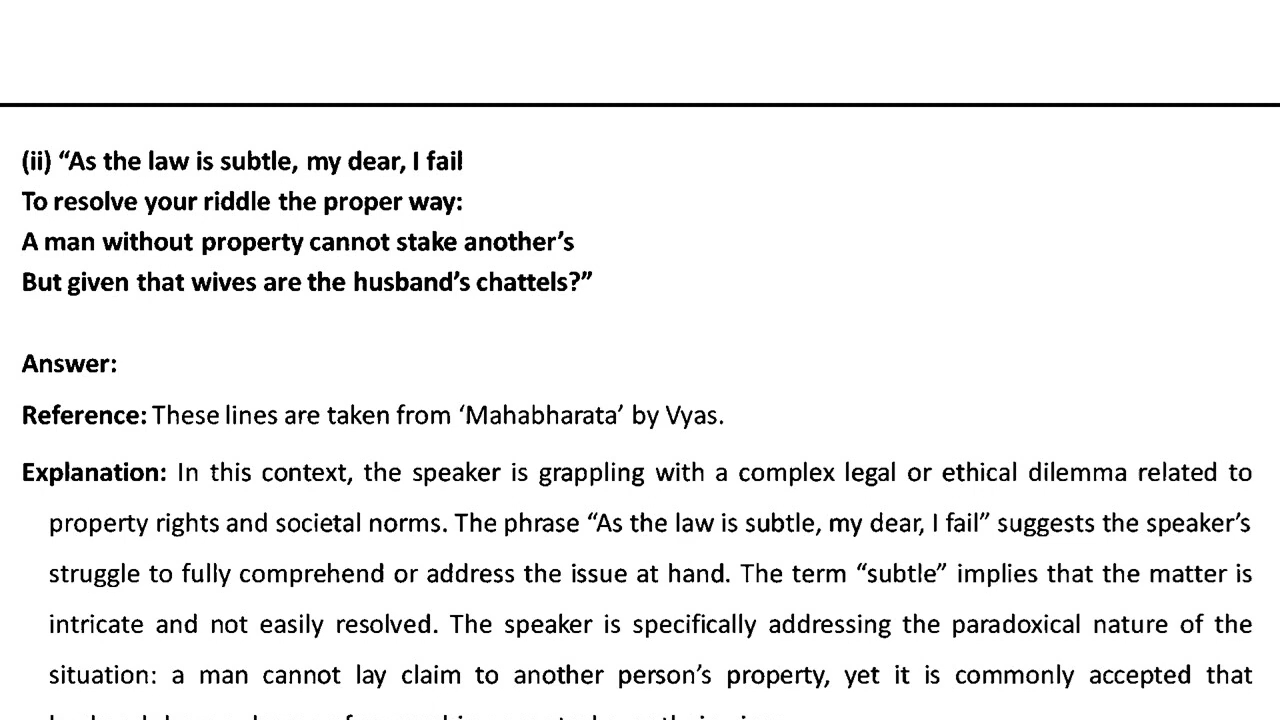 (ii) “As the law is subtle, my dear, I fail
To resolve your riddle the proper way:
A man without property cannot stake another’s
But given that wives are the husband’s chattels?”
Answer:
Reference: These lines are taken from ‘Mahabharata’ by Vyas.
Explanation: In this context, the speaker is grappling with a complex legal or ethical dilemma related to
property rights and societal norms. The phrase “As the law is subtle, my dear, I fail” suggests the speaker’s
struggle to fully comprehend or address the issue at hand. The term “subtle” implies that the matter is
intricate and not easily resolved. The speaker is specifically addressing the paradoxical nature of the
situation: a man cannot lay claim to another person’s property, yet it is commonly accepted that